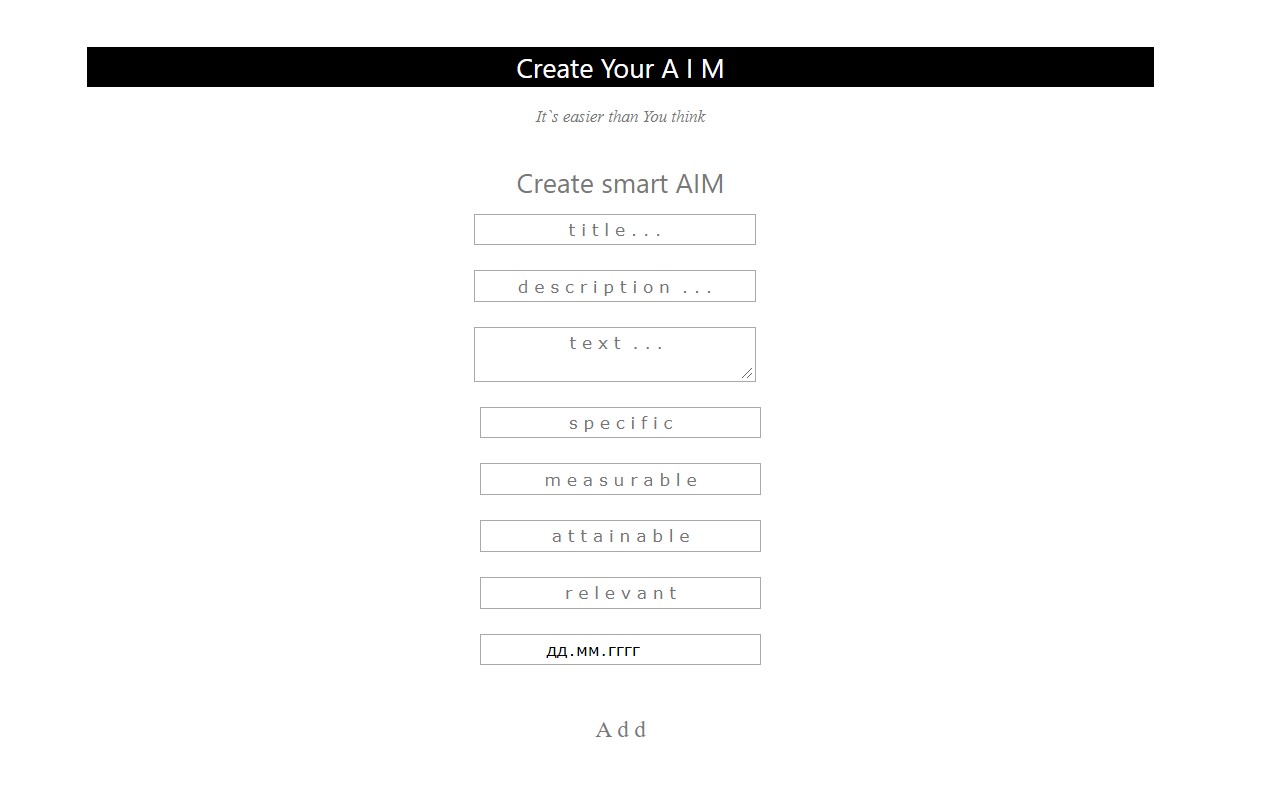 Create Your A I M
It`s easier than You think
Create smart AIM
title...
description ...
text ...
specific
measurable
attainable
relevant
дд.мм.гггг
Add